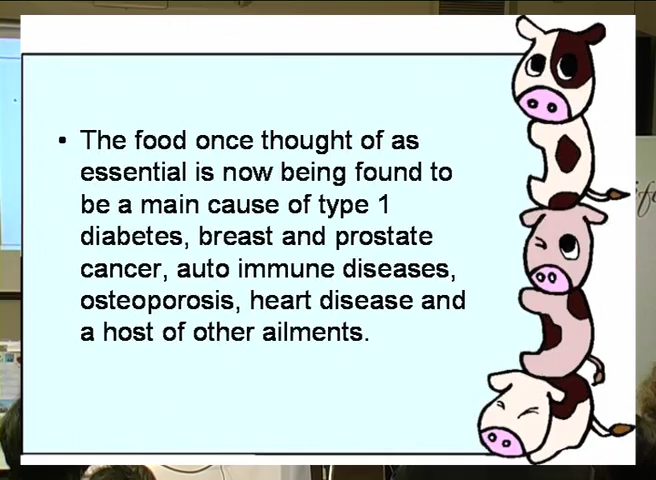 • The food once thought of as
essential is now being found to
be a main cause of type 1
diabetes, breast and prostate
cancer, auto immune diseases,
osteoporosis, heart disease and
a host of other ailments.